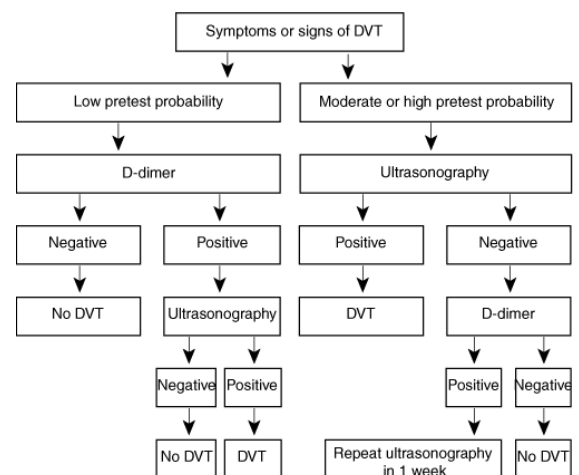 Symptoms or signs of DVT
Low pretest probability
Moderate or high pretest probability
D-dimer
Ultrasonography
Negative
Positive
Positive
Negative
No DVT
Ultrasonography
DVT
D-dimer
Negative
Positive
Positive
Negative
No DVT
DVT
Repeat ultrasonography
in 1 week
No DVT